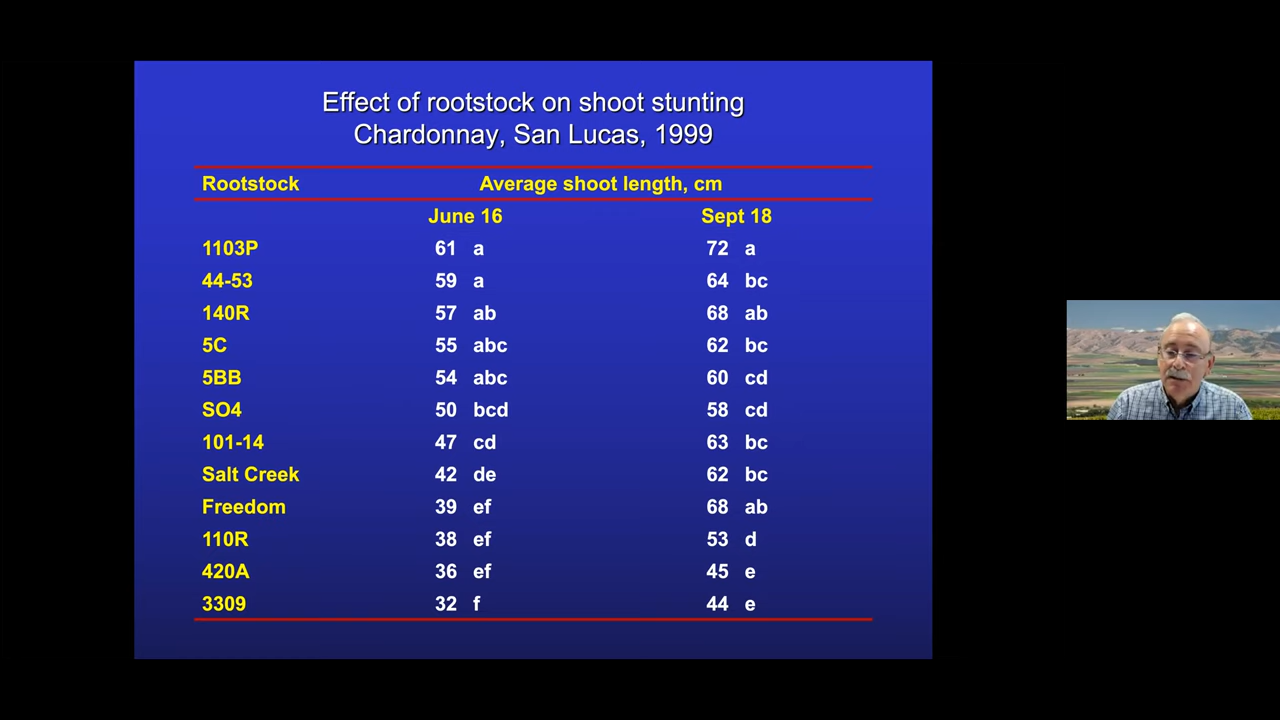 Effect of rootstock on shoot stunting
Chardonnay, San Lucas, 1999
Rootstock Average shoot length, cm
June 16 Sept 18
1103P 61 a 72 a
44-53 59 a 64 bc
140R 57 ab 68 ab
5C 55 abc 62 bc
5BB 54 abc 60 cd
SO4 50 bcd 58 cd
101-14 47 cd 63 bc
Salt Creek 42 de 62 bc
Freedom 39 ef 68 ab
110R 38 ef 53 d
420A 36 ef 45 e
3309 32 f 44 e